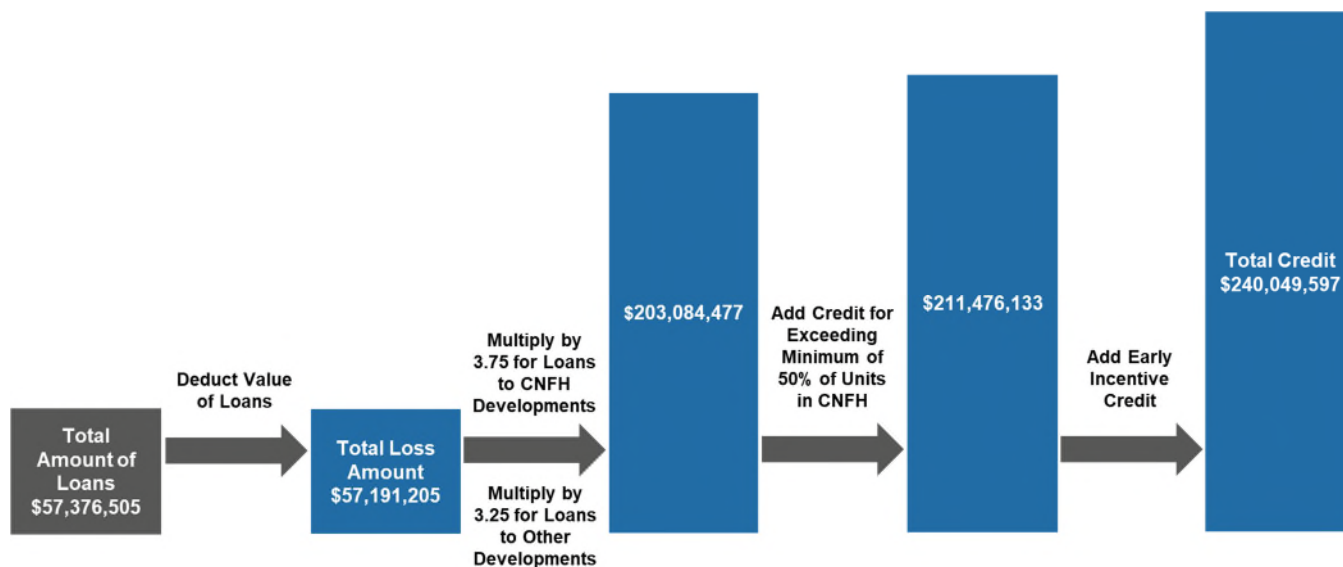 Total
Amount of
Loans
$57,376,505
Deduct Value
of Loans
Total Loss
Amount
$57,191,205
Multiply by
3.75 for Loans
to CNFH
Developments
Multiply by
3.25 for Loans
to Other
Developments
$203,084,477
Add Credit for
Exceeding
Minimum of
50% of Units
in CNFH
$211,476,133
Add Early
Incentive
Credit
Total Credit
$240,049,597